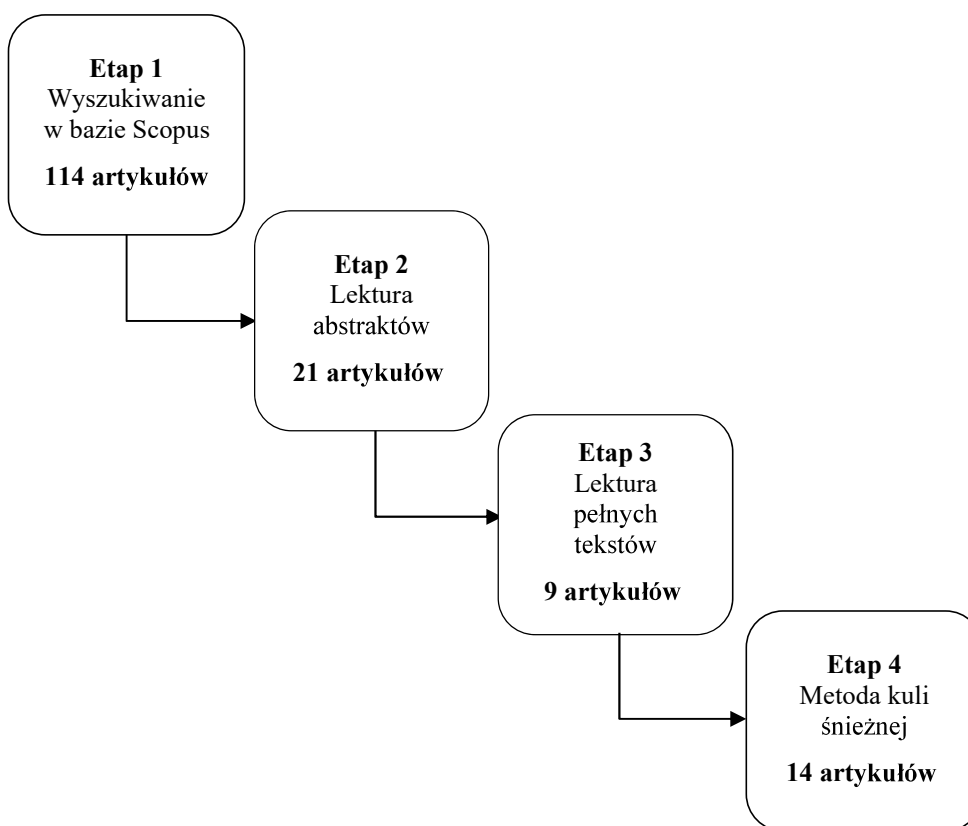 Etap 1
Wyszukiwanie
w bazie Scopus
114 artykułów
Etap 2
Lektura
abstraktów
21 artykułów
Etap 3
Lektura
pełnych
tekstów
9 artykułów
Etap 4
Metoda kuli
śnieżnej
14 artykułów